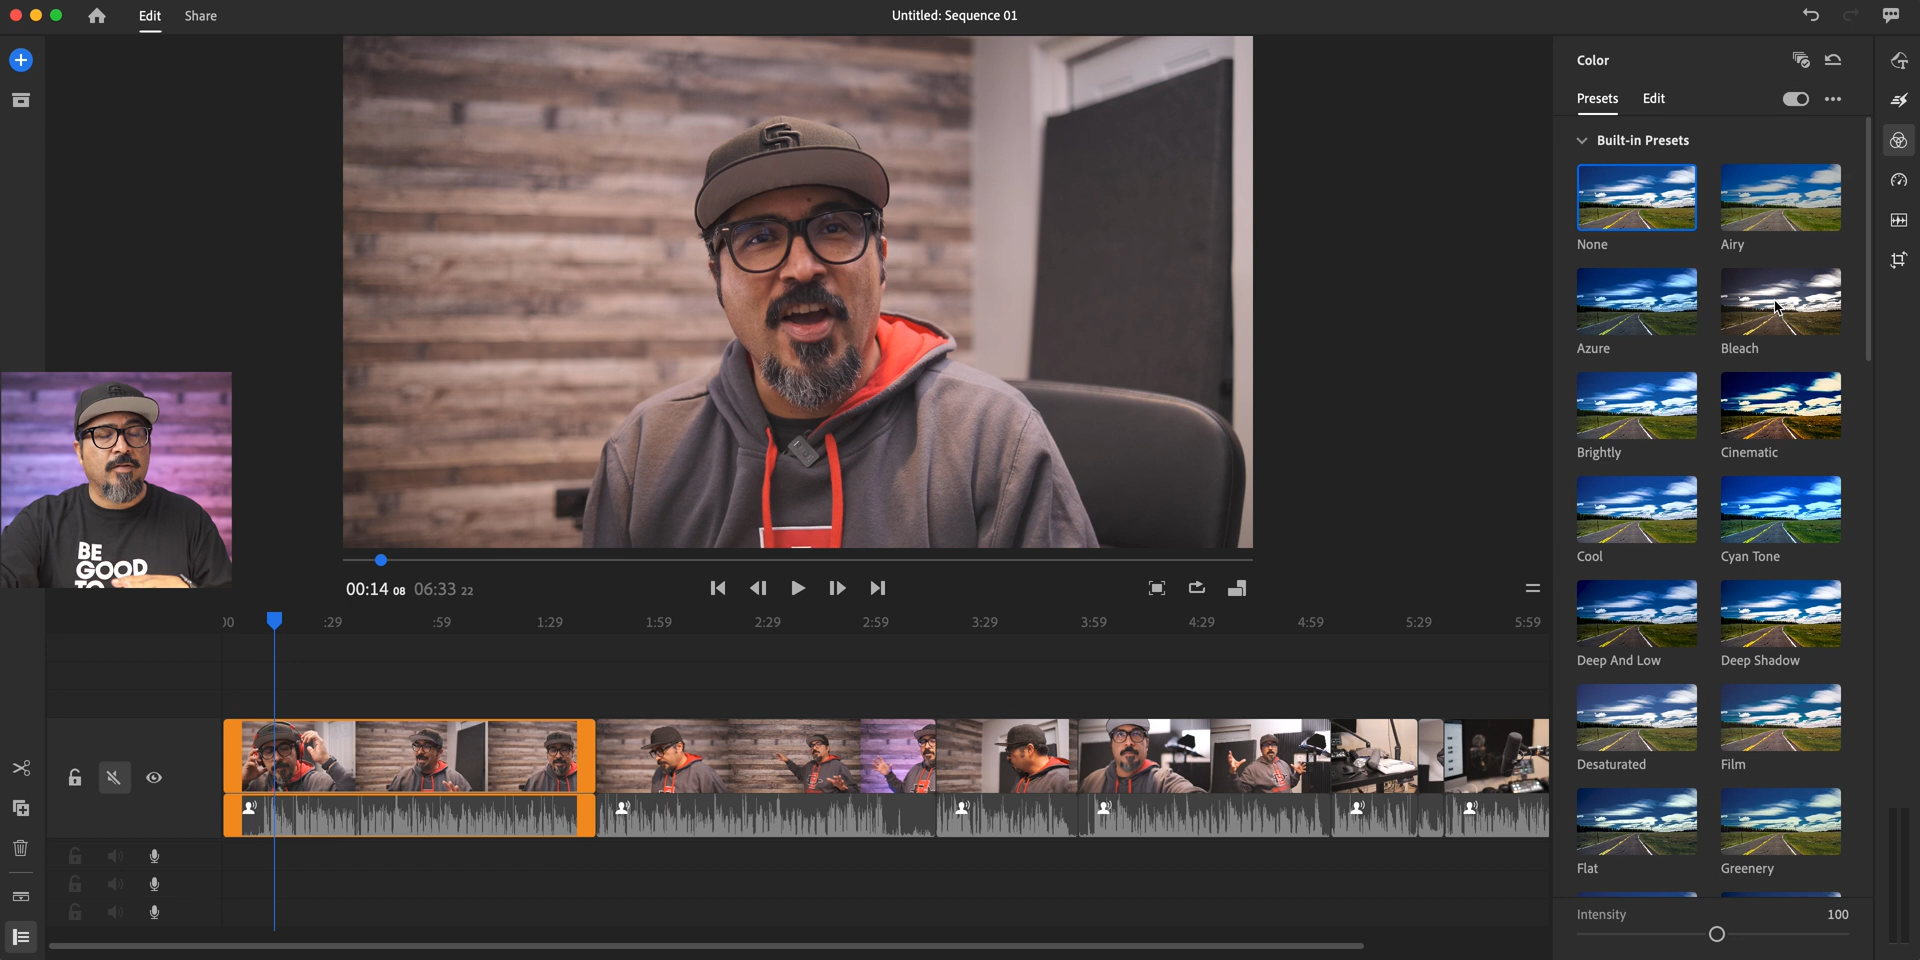 Edit
Share
Untitled: Sequence 01
Color
Presets
Edit
Built-in Presets
None
Airy
Azure
Bleach
Brightly
Cinematic
Cool
Cyan Tone
Deep And Low
Deep Shadow
Desaturated
Film
Flat
Greenery
Intensity
100
BE
GOOD
TO
00:14 08 06:33 22
00 :29 :59 1:29 1:59 2:29 2:59 3:29 3:59 4:29 4:59 5:29 5:59